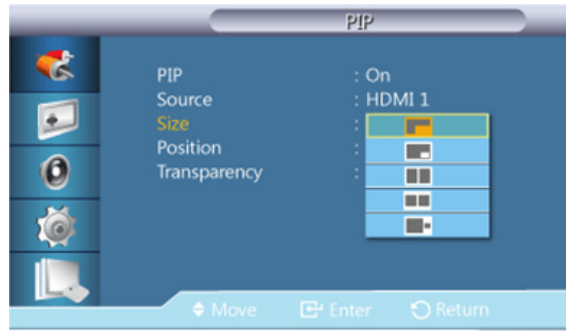 PIP
PIP : On
Source : HDMI 1
Size :
Position :
Transparency :
Move Enter Return